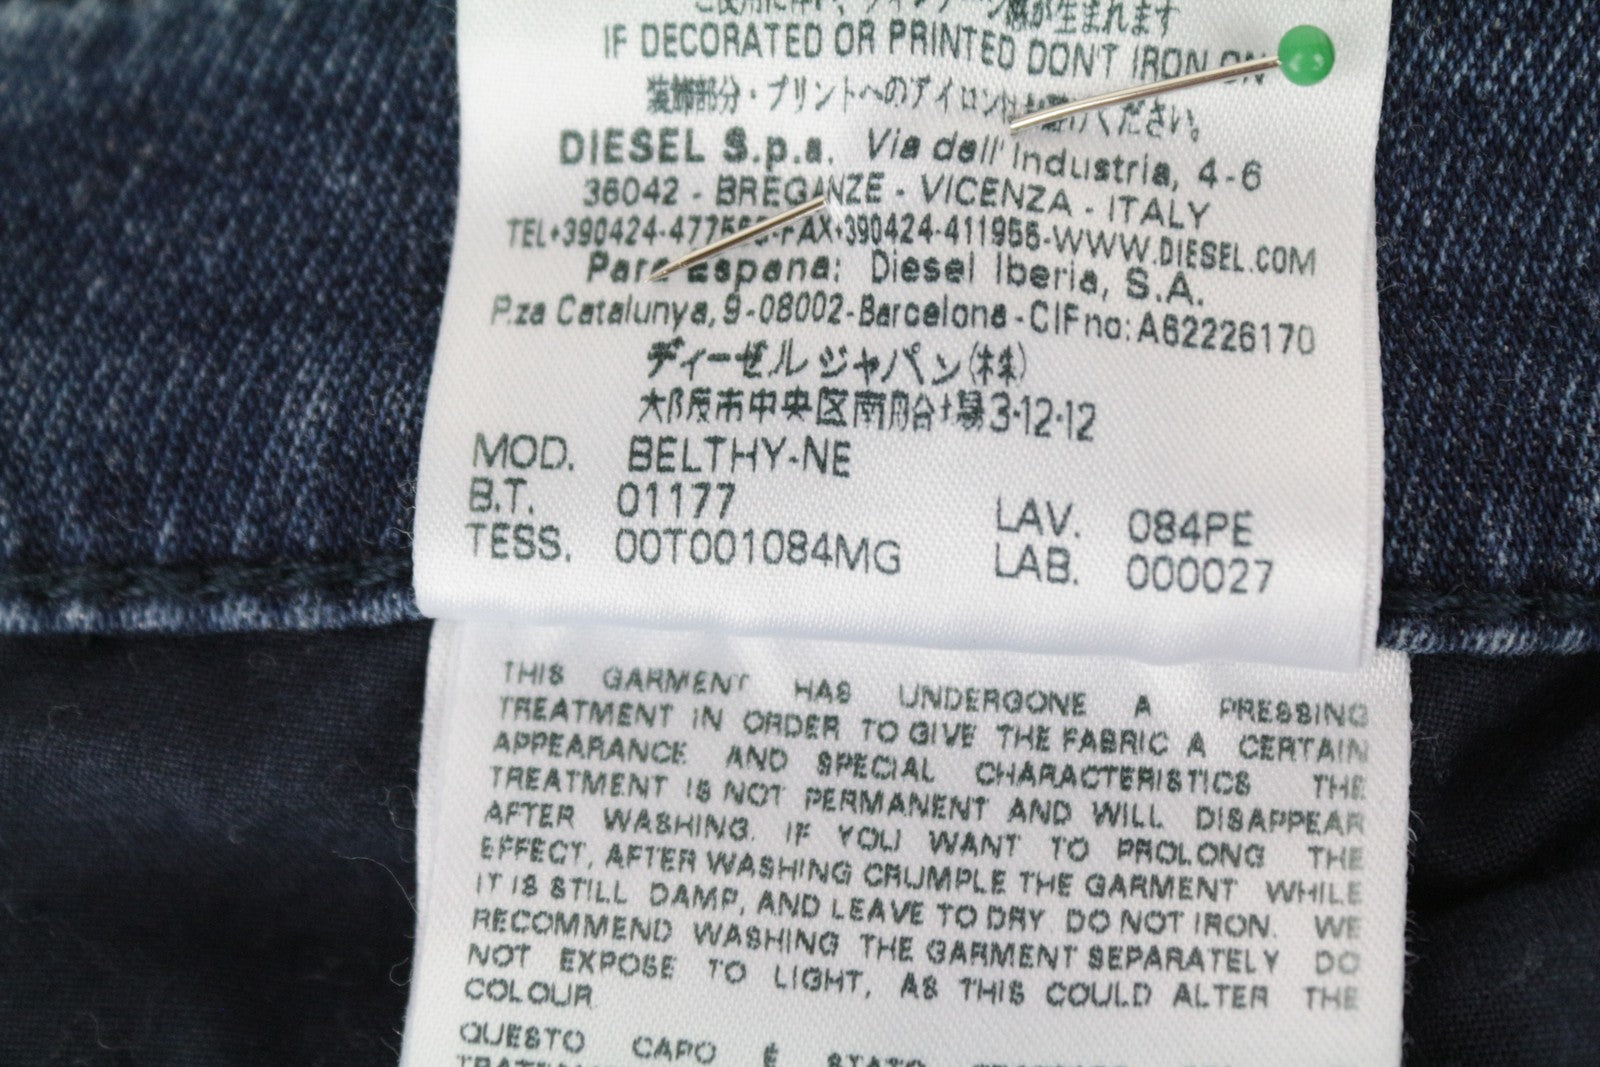 IF DECORATED OR PRINTED DON'T IRON ON
装飾部分・プリントへのアイロンはお避けください。
DIESEL S.p.a. Via dell' Industria, 4-6
36042 - BREGANZE - VICENZA - ITALY
FAX+390424-411955-WWW.DIESEL.COM
Para Espana: Diesel Iberia, S.A.
P.za Catalunya, 9-08002-Barcelona-CIF no: A62226170
ディーゼル ジャパン(株)
大阪市中央区南船場3-12-12
MOD. BELTHY-NE
B.T. 01177 LAV. 084PE
TESS. 00T001084MG LAB. 000027
THIS GARMENT HAS UNDERGONE A PRESSING
TREATMENT IN ORDER TO GIVE THE FABRIC A CERTAIN
APPEARANCE AND SPECIAL CHARACTERISTICS THE
TREATMENT IS NOT PERMANENT AND WILL DISAPPEAR
AFTER WASHING. IF YOU WANT TO PROLONG THE
EFFECT, AFTER WASHING CRUMPLE THE GARMENT WHILE
IT IS STILL DAMP, AND LEAVE TO DRY DO NOT IRON. WE
RECOMMEND WASHING THE GARMENT SEPARATELY DO
NOT EXPOSE TO LIGHT, AS THIS COULD ALTER THE
COLOUR
QUESTO CAPO È STATO